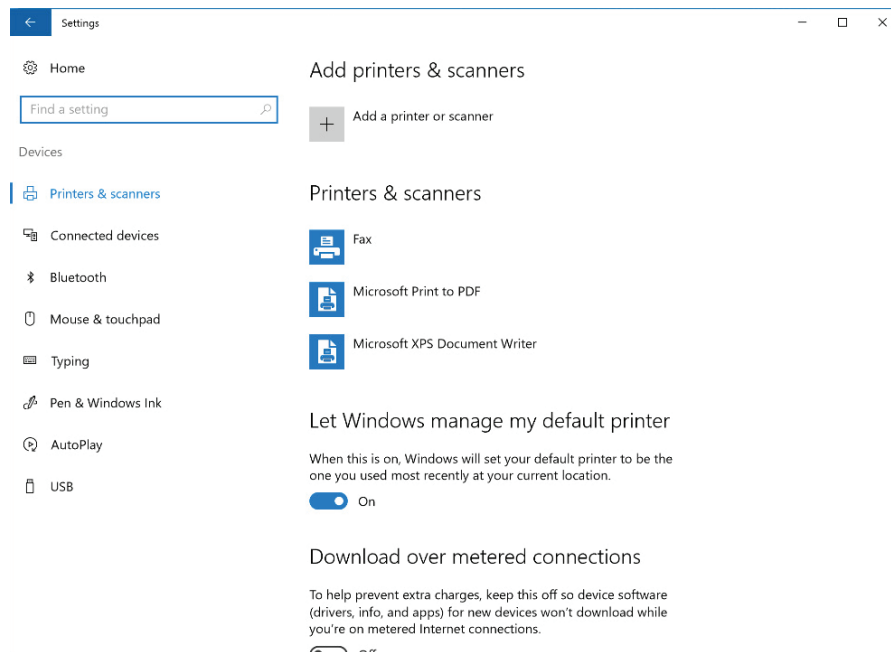 Settings
Home
Find a setting
Devices
Printers & scanners
Connected devices
Bluetooth
Mouse & touchpad
Typing
Pen & Windows Ink
AutoPlay
USB
Add printers & scanners
Add a printer or scanner
Printers & scanners
Fax
Microsoft Print to PDF
Microsoft XPS Document Writer
Let Windows manage my default printer
When this is on, Windows will set your default printer to be the
one you used most recently at your current location.
On
Download over metered connections
To help prevent extra charges, keep this off so device software
(drivers, info, and apps) for new devices won't download while
you're on metered Internet connections.
Off